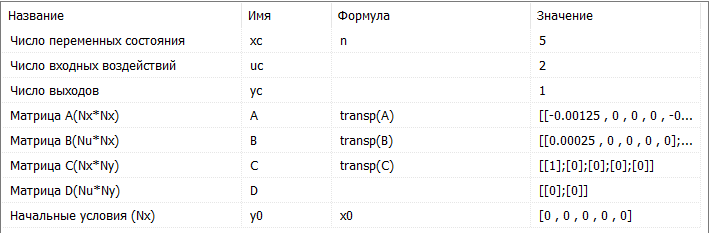 Название Имя Формула Значение
Число переменных состояния xc n 5
Число входных воздействий uc 2
Число выходов yc 1
Матрица A(Nx*Nx) A transp(A) [[-0.00125 , 0 , 0 , 0 , -0...
Матрица B(Nu*Nx) B transp(B) [[0.00025 , 0 , 0 , 0 , 0];...
Матрица C(Nx*Ny) C transp(C) [[1];[0];[0];[0];[0]]
Матрица D(Nu*Ny) D [[0];[0]]
Начальные условия (Nx) y0 x0 [0 , 0 , 0 , 0 , 0]